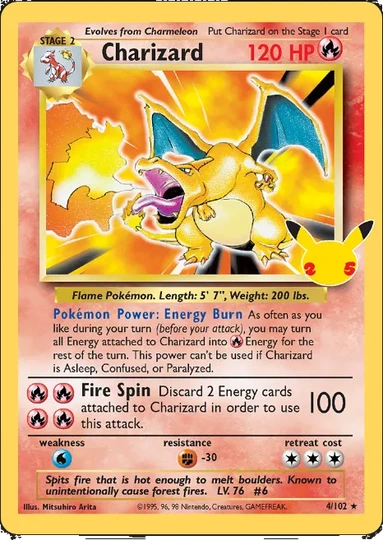 Evolves from Charmeleon Put Charizard on the Stage 1 card
STAGE 2
Charizard 120 HP
25
Flame Pokémon. Length: 5' 7", Weight: 200 lbs.
Pokémon Power: Energy Burn As often as you
like during your turn (before your attack), you may turn
all Energy attached to Charizard into Energy for the
rest of the turn. This power can't be used if Charizard
is Asleep, Confused, or Paralyzed.
Fire Spin Discard 2 Energy cards
attached to Charizard in order to use 100
this attack.
weakness resistance retreat cost
-30
Spits fire that is hot enough to melt boulders. Known to
unintentionally cause forest fires. LV. 76 #6
Illus. Mitsuhiro Arita ©1995, 96, 98 Nintendo, Creatures, GAMEFREAK. 4/102 ★